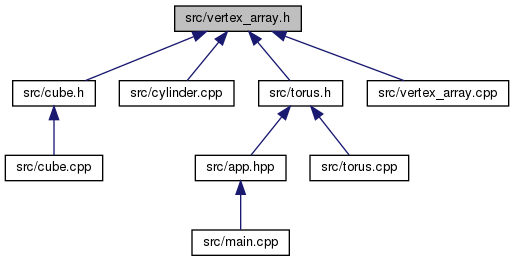 src/vertex_array.h
src/cube.h
src/cylinder.cpp
src/torus.h
src/vertex_array.cpp
src/cube.cpp
src/app.hpp
src/torus.cpp
src/main.cpp